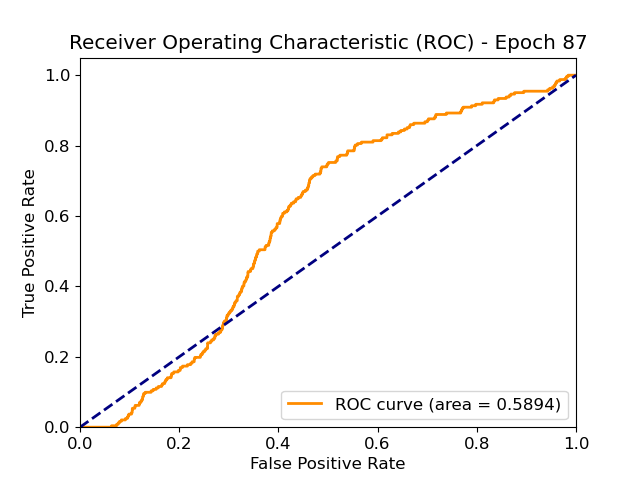 Receiver Operating Characteristic (ROC) - Epoch 87
True Positive Rate
1.0
0.8
0.6
0.4
0.2
0.0
ROC curve (area = 0.5894)
0.0 0.2 0.4 0.6 0.8 1.0
False Positive Rate